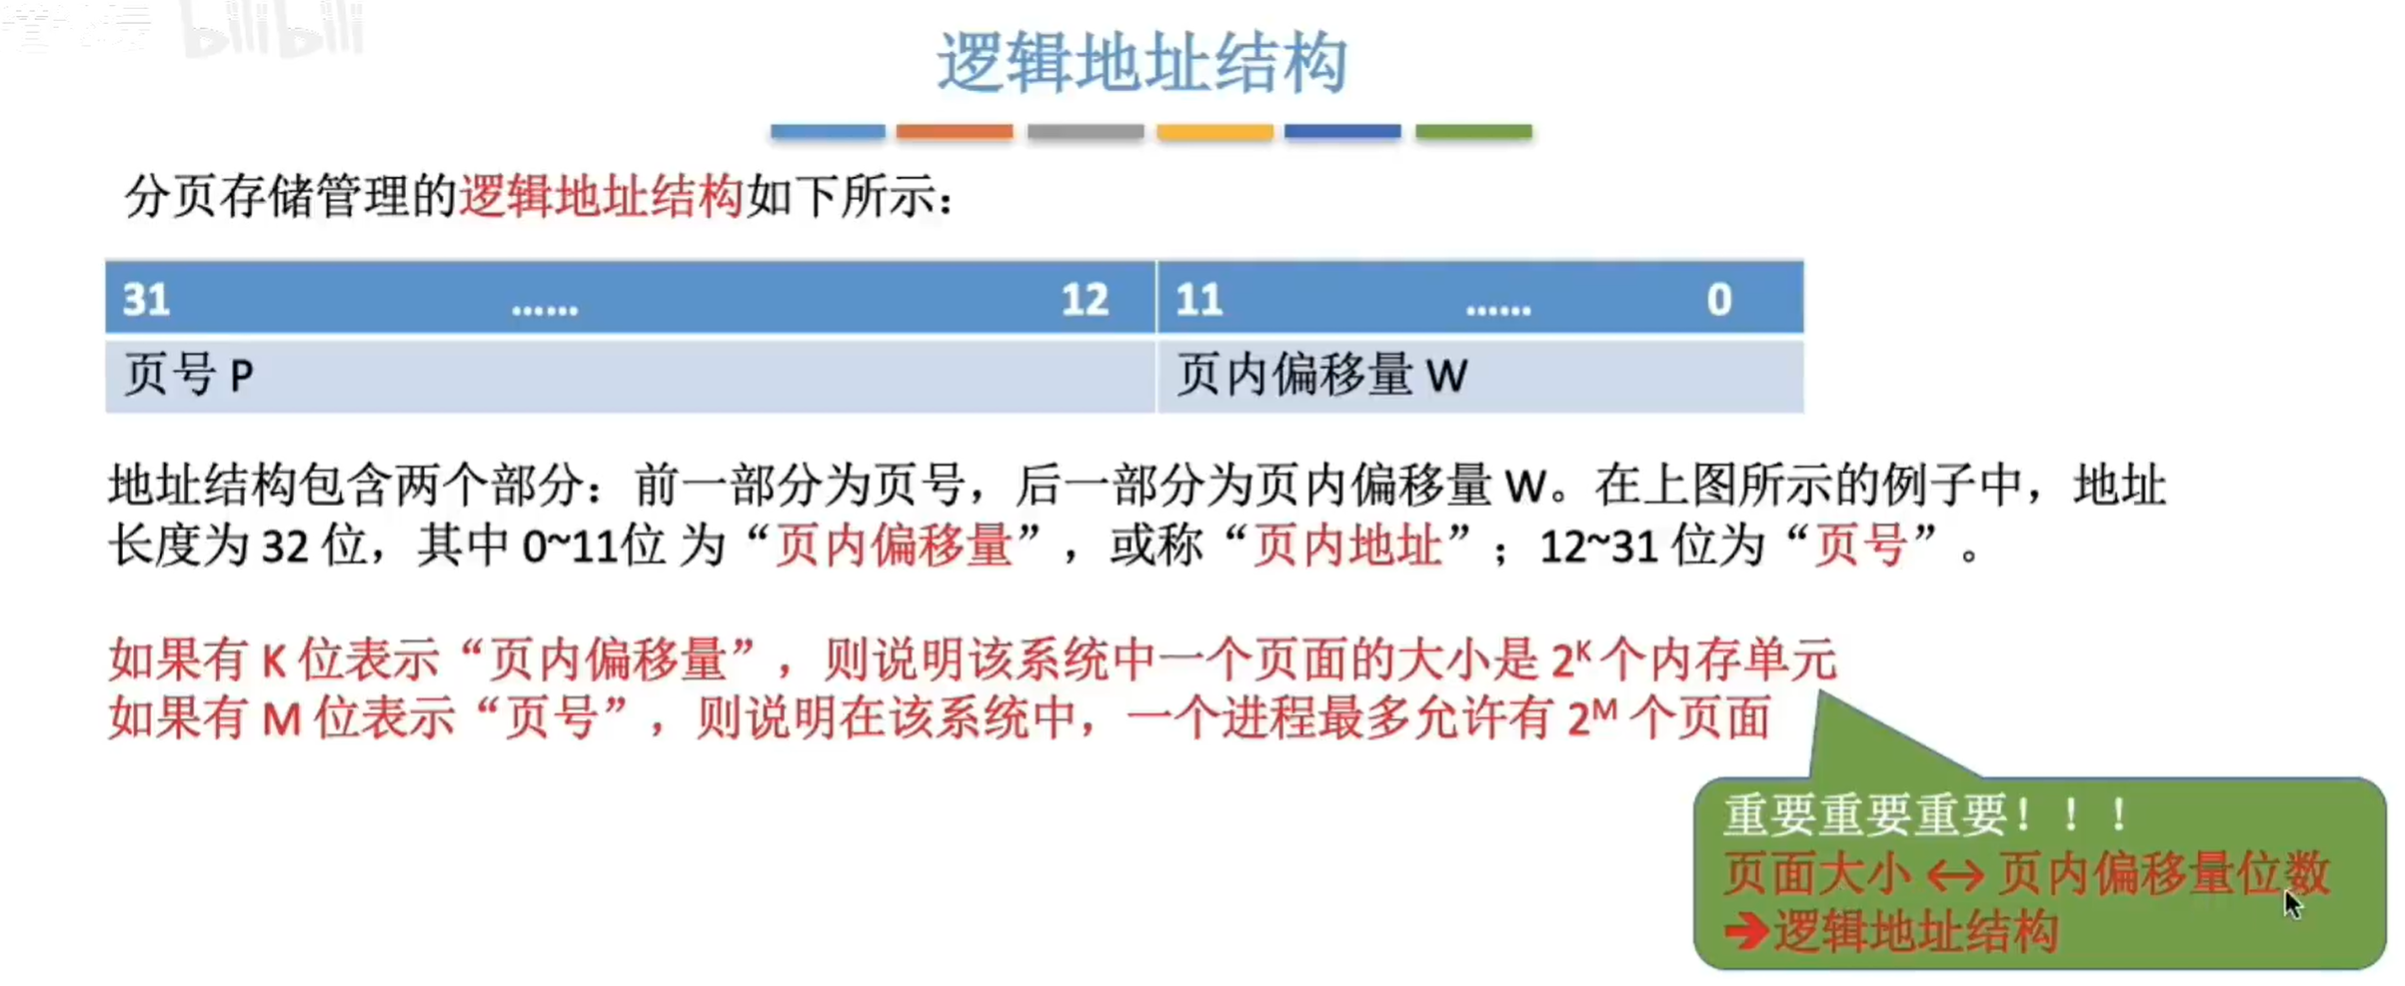 bilibili
逻辑地址结构
分页存储管理的逻辑地址结构如下所示：
31 …… 12 11 …… 0
页号 P 页内偏移量 W
地址结构包含两个部分：前一部分为页号，后一部分为页内偏移量 W。在上图所示的例子中，地址
长度为 32 位，其中 0~11位 为“页内偏移量”，或称“页内地址”；12~31 位为“页号”。
如果有 K 位表示“页内偏移量”，则说明该系统中一个页面的大小是 2ᴷ 个内存单元
如果有 M 位表示“页号”，则说明在该系统中，一个进程最多允许有 2ᴹ 个页面
重要重要重要！！！
页面大小 ↔ 页内偏移量位数
➔逻辑地址结构